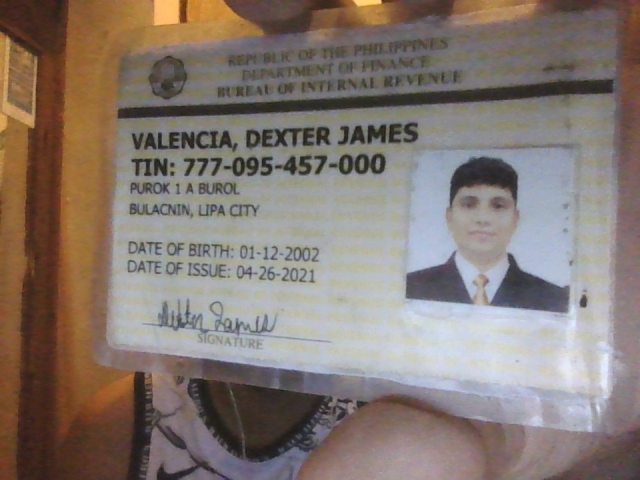 REPUBLIC OF THE PHILIPPINES
DEPARTMENT OF FINANCE
BUREAU OF INTERNAL REVENUE
VALENCIA, DEXTER JAMES
TIN: 777-095-457-000
PUROK 1 A BUROL
BULACNIN, LIPA CITY
DATE OF BIRTH: 01-12-2002
DATE OF ISSUE: 04-26-2021
Dexter James
SIGNATURE